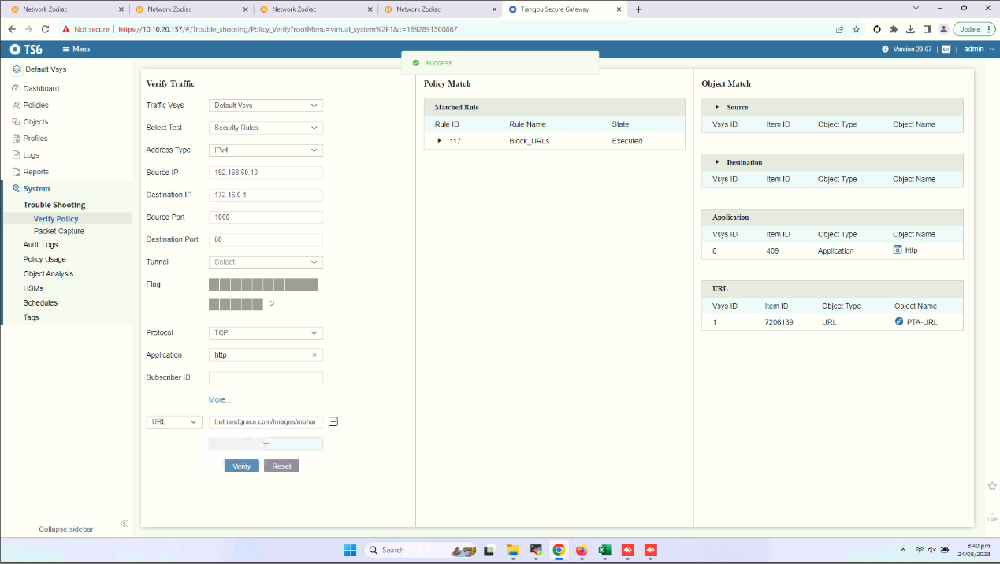 Network Zodiac
Network Zodiac
Network Zodiac
Network Zodiac
Tiangou Secure Gateway
Not secure
https://10.10.20.157/#/Trouble_shooting/Policy_Verify?rootMenu=virtual_system%2F1&t=1692891300867
Update
TSG
Menu
Version 23.07
EN
admin
Success
Default Vsys
Dashboard
Policies
Objects
Profiles
Logs
Reports
System
Trouble Shooting
Verify Policy
Packet Capture
Audit Logs
Policy Usage
Object Analysis
HSMs
Schedules
Tags
Collapse sidebar
Verify Traffic
Traffic Vsys Default Vsys
Select Test Security Rules
Address Type IPv4
Source IP 192.168.50.10
Destination IP 172.16.0.1
Source Port 1000
Destination Port 80
Tunnel Select
Flag
Protocol TCP
Application http
Subscriber ID
More...
URL truthandgrace.com/Images/mohar
Verify Reset
Policy Match
Matched Rule
Rule ID Rule Name State
117 Block_URLs Executed
Object Match
Source
Vsys ID Item ID Object Type Object Name
Destination
Vsys ID Item ID Object Type Object Name
Application
Vsys ID Item ID Object Type Object Name
0 409 Application http
URL
Vsys ID Item ID Object Type Object Name
1 7206139 URL PTA-URL
TOP
Search
8:40 pm
24/08/2023